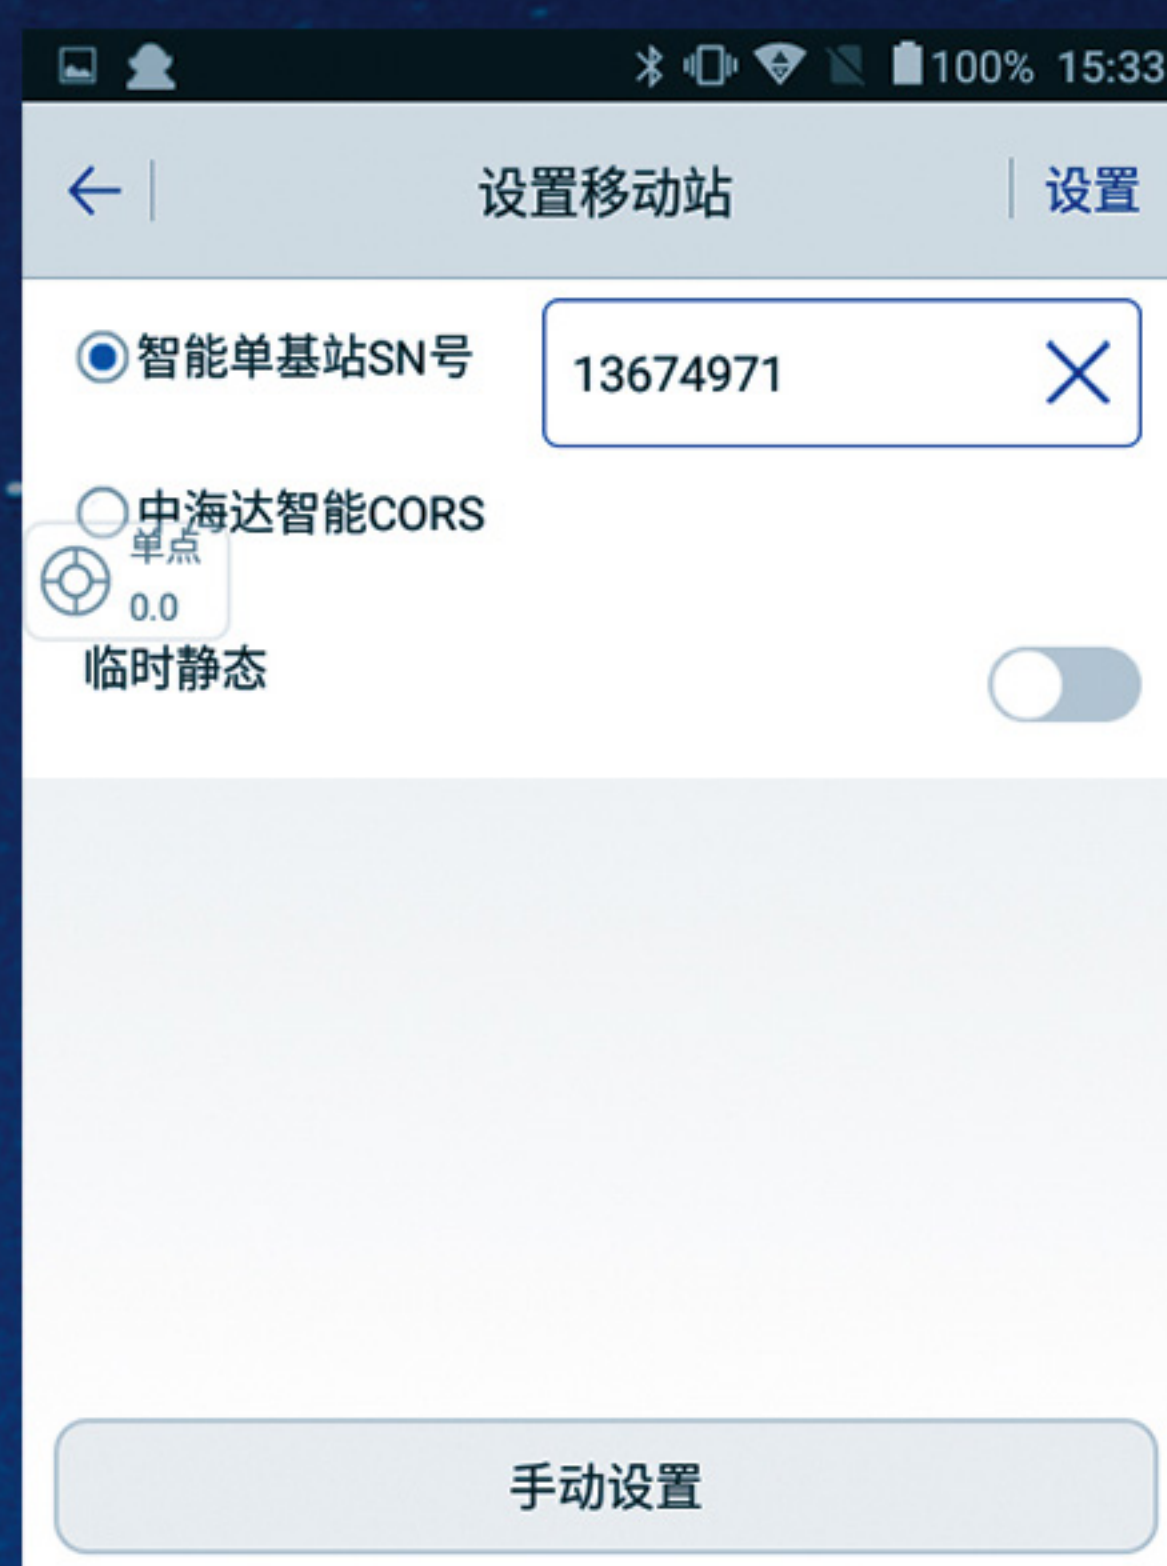 100% 15:33
设置移动站
设置
智能单基站SN号
13674971
中海达智能CORS
单点
0.0
临时静态
手动设置